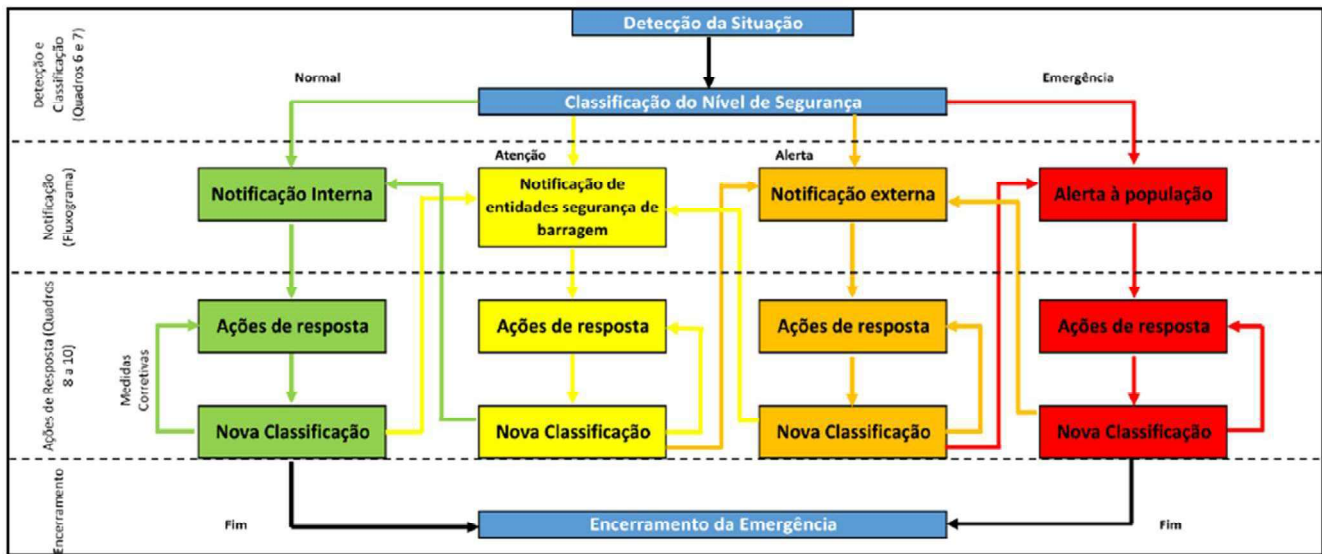 Detecção da Situação
Detecção e
Classificação
(Quadros 6 e 7)
Normal
Emergência
Classificação do Nível de Segurança
Atenção
Alerta
Notificação
(Fluxograma)
Notificação Interna
Notificação de
entidades segurança de
barragem
Notificação externa
Alerta à população
Ações de Resposta (Quadros
8 a 10)
Medidas
Corretivas
Ações de resposta
Ações de resposta
Ações de resposta
Ações de resposta
Nova Classificação
Nova Classificação
Nova Classificação
Nova Classificação
Encerramento
Fim
Encerramento da Emergência
Fim